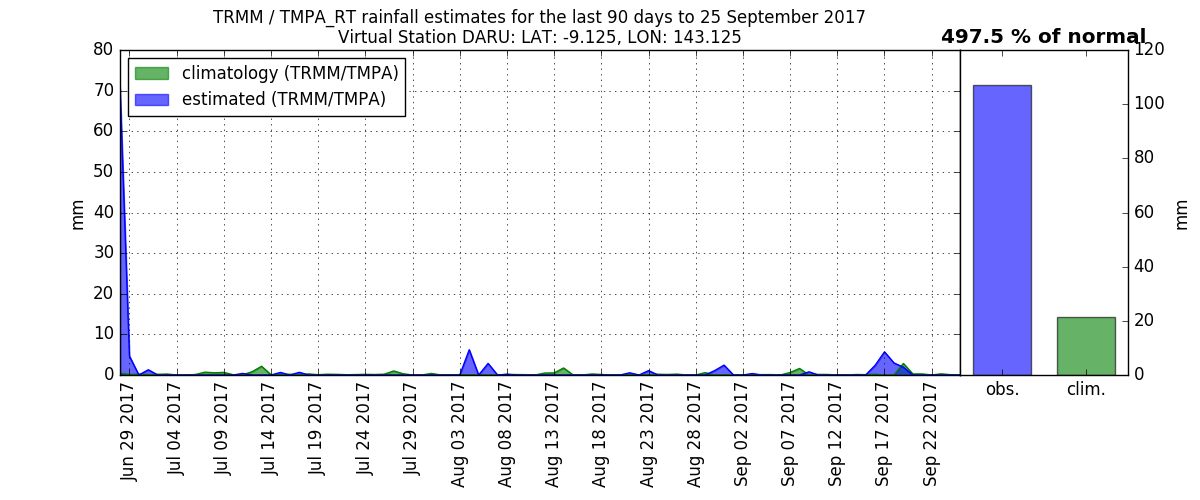 TRMM / TMPA_RT rainfall estimates for the last 90 days to 25 September 2017
Virtual Station DARU: LAT: -9.125, LON: 143.125
497.5 % of normal
climatology (TRMM/TMPA)
estimated (TRMM/TMPA)
mm
80
70
60
50
40
30
20
10
0
Jun 29 2017
Jul 04 2017
Jul 09 2017
Jul 14 2017
Jul 19 2017
Jul 24 2017
Jul 29 2017
Aug 03 2017
Aug 08 2017
Aug 13 2017
Aug 18 2017
Aug 23 2017
Aug 28 2017
Sep 02 2017
Sep 07 2017
Sep 12 2017
Sep 17 2017
Sep 22 2017
120
100
80
60
40
20
0
mm
obs.
clim.